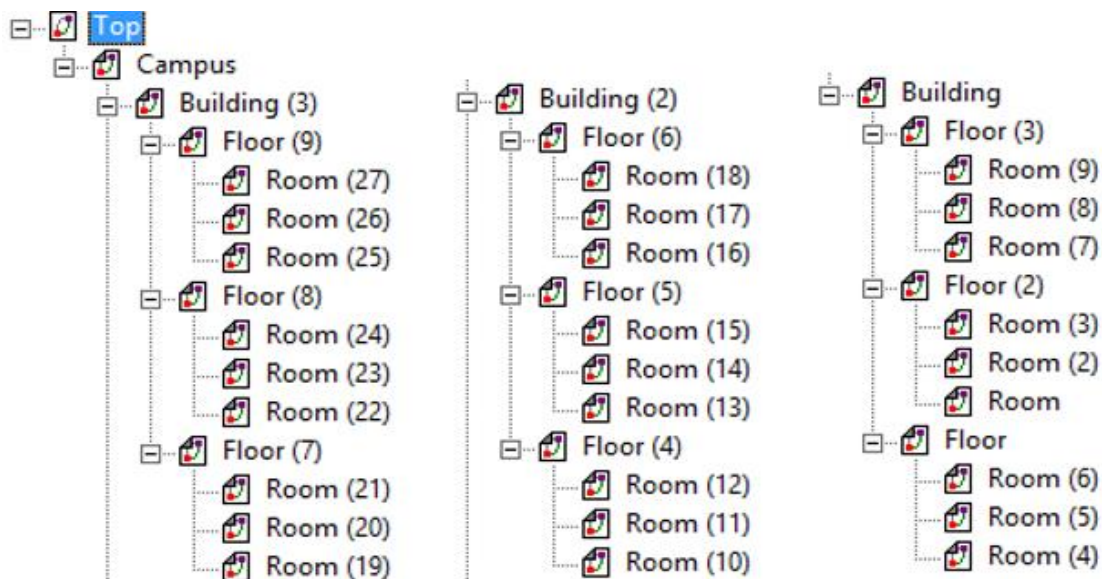 Top
Campus
Building (3)
Floor (9)
Room (27)
Room (26)
Room (25)
Floor (8)
Room (24)
Room (23)
Room (22)
Floor (7)
Room (21)
Room (20)
Room (19)
Building (2)
Floor (6)
Room (18)
Room (17)
Room (16)
Floor (5)
Room (15)
Room (14)
Room (13)
Floor (4)
Room (12)
Room (11)
Room (10)
Building
Floor (3)
Room (9)
Room (8)
Room (7)
Floor (2)
Room (3)
Room (2)
Room
Floor
Room (6)
Room (5)
Room (4)